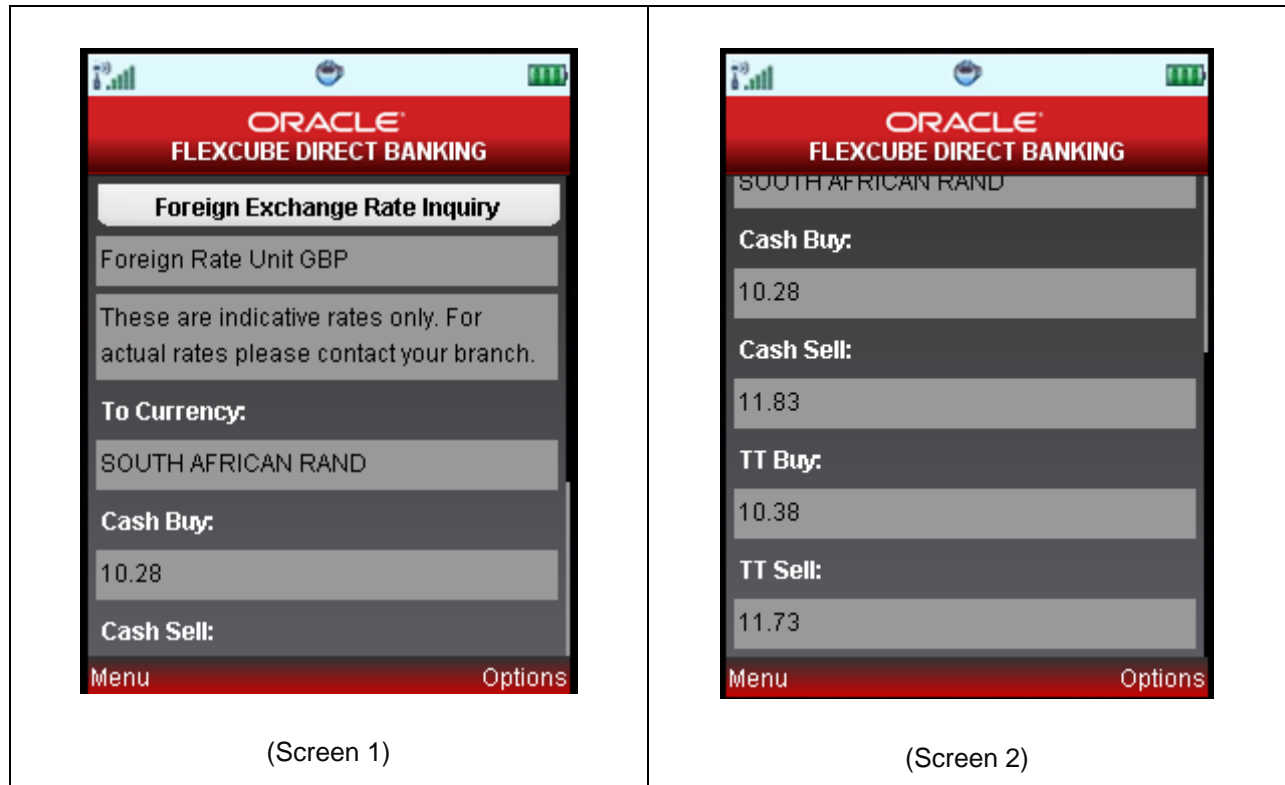 ORACLE
FLEXCUBE DIRECT BANKING
Foreign Exchange Rate Inquiry
Foreign Rate Unit GBP
These are indicative rates only. For
actual rates please contact your branch.
To Currency:
SOUTH AFRICAN RAND
Cash Buy:
10.28
Cash Sell:
Menu Options
(Screen 1)
ORACLE
FLEXCUBE DIRECT BANKING
SOUTH AFRICAN RAND
Cash Buy:
10.28
Cash Sell:
11.83
TT Buy:
10.38
TT Sell:
11.73
Menu Options
(Screen 2)